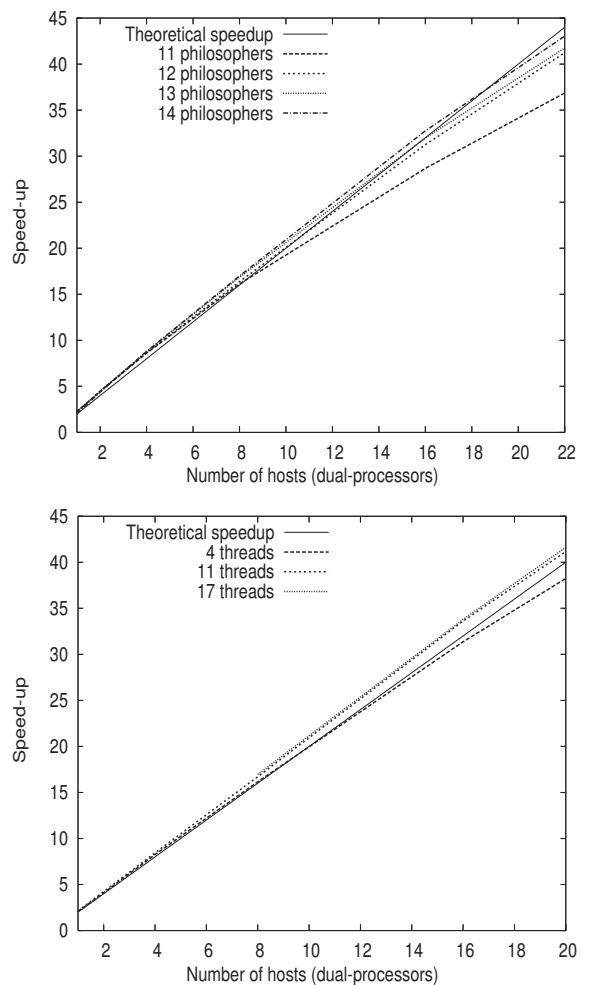 45
40
35
30
25
20
15
10
5
0
Speed-up
Theoretical speedup
11 philosophers
12 philosophers
13 philosophers
14 philosophers
2 4 6 8 10 12 14 16 18 20 22
Number of hosts (dual-processors)
45
40
35
30
25
20
15
10
5
0
Speed-up
Theoretical speedup
4 threads
11 threads
17 threads
2 4 6 8 10 12 14 16 18 20
Number of hosts (dual-processors)